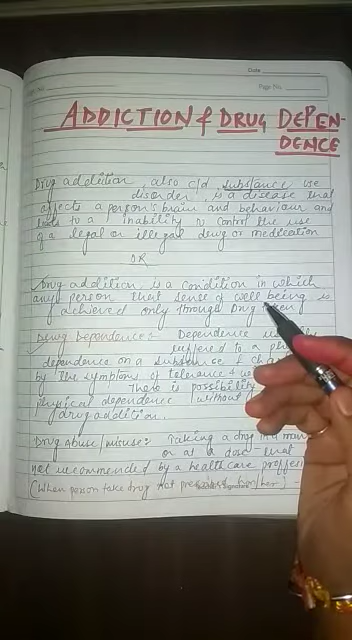 Date
Page No.
ADDICTION & DRUG DEPEN-
DENCE
Drug addiction, also c/d substance use
disorder, is a disease that
affects a person's brain and behaviour and
leads to a inability to control the use
of a legal or illegal drug or medication
OR
Drug addiction is a condition in which
any person that sense of well being is
achieved only through Drug taken
Drug Dependence: Dependence
reffered to a
dependence on a substance & cha
by the symptoms of tolerance &
There is possibility
physical dependence without
drug addiction.
Drug abuse/misuse: Taking a drug in a man
or at a dose that
not recommended by a health care proffes
(When person take drug not prescribed